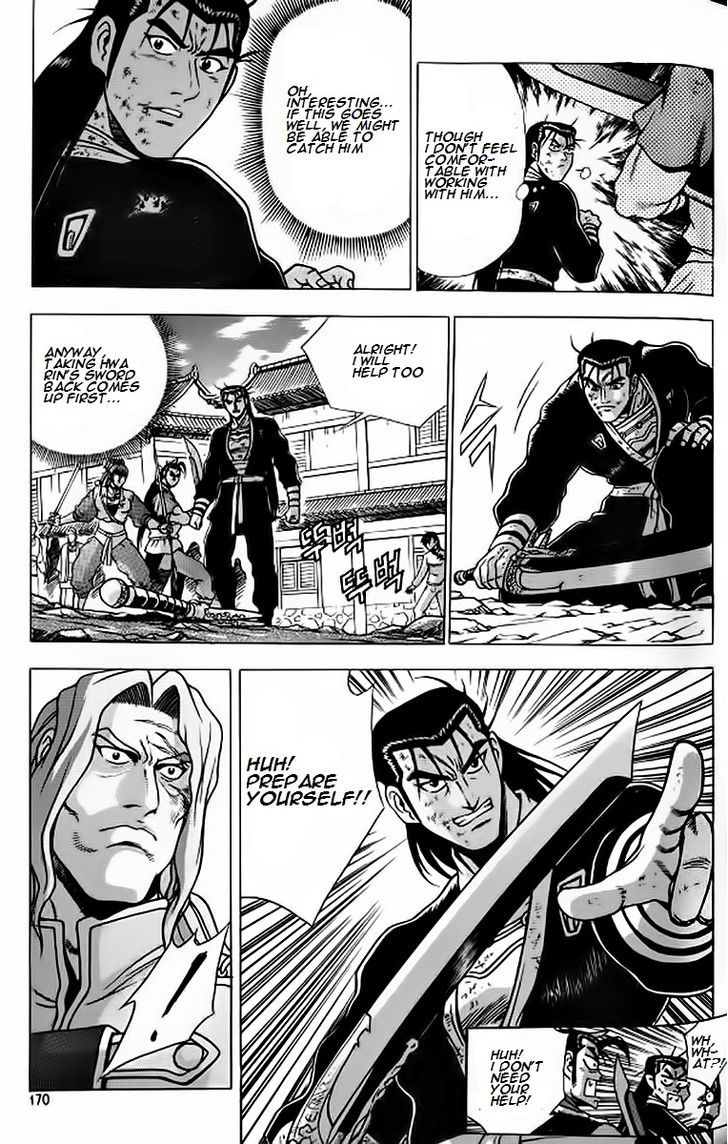 OH,
INTERESTING...
IF THIS GOES
WELL, WE MIGHT
BE ABLE TO
CATCH HIM
THOUGH
I DON'T FEEL
COMFOR-
TABLE WITH
WORKING
WITH HIM...
ANYWAY,
TAKING HWA
RIN'S SWORD
BACK COMES
UP FIRST...
ALRIGHT!
I WILL
HELP TOO
뚜벅
뚜벅
!
HUH!
PREPARE
YOURSELF!!
HUH!
I DON'T
NEED
YOUR
HELP!
WH,
WH-
AT?!
170